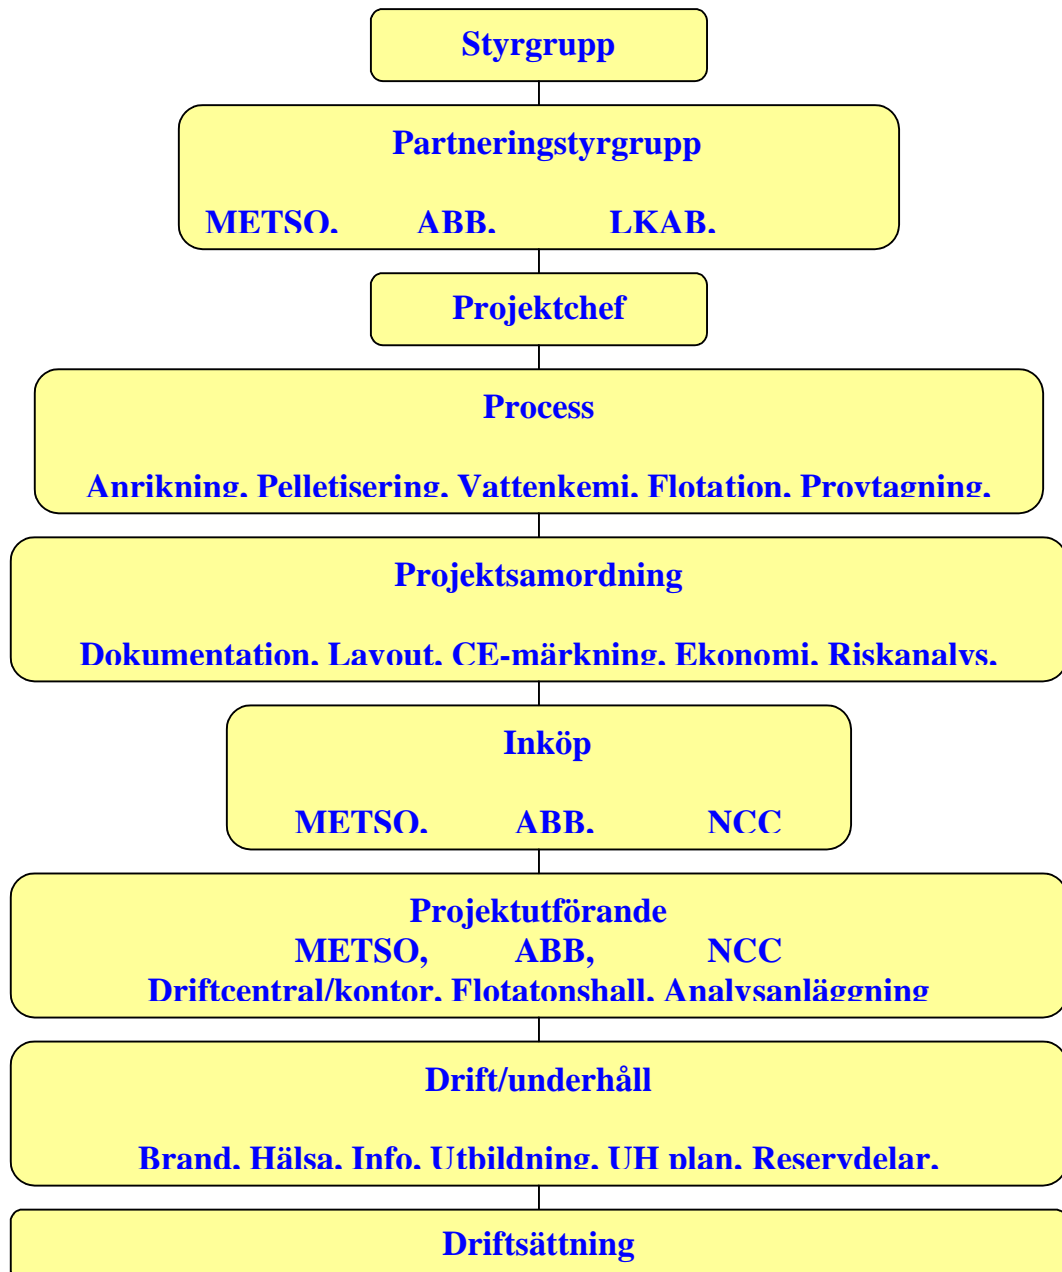 Styrgrupp
Partneringstyrgrupp
METSO, ABB, LKAB,
Projektchef
Process
Anrikning, Pelletisering, Vattenkemi, Flotation, Provtagning,
Projektsamordning
Dokumentation, Layout, CE-märkning, Ekonomi, Riskanalys,
Inköp
METSO, ABB, NCC
Projektutförande
METSO, ABB, NCC
Driftcentral/kontor, Flotatonshall, Analysanläggning
Drift/underhåll
Brand, Hälsa, Info, Utbildning, UH plan, Reservdelar,
Driftsättning